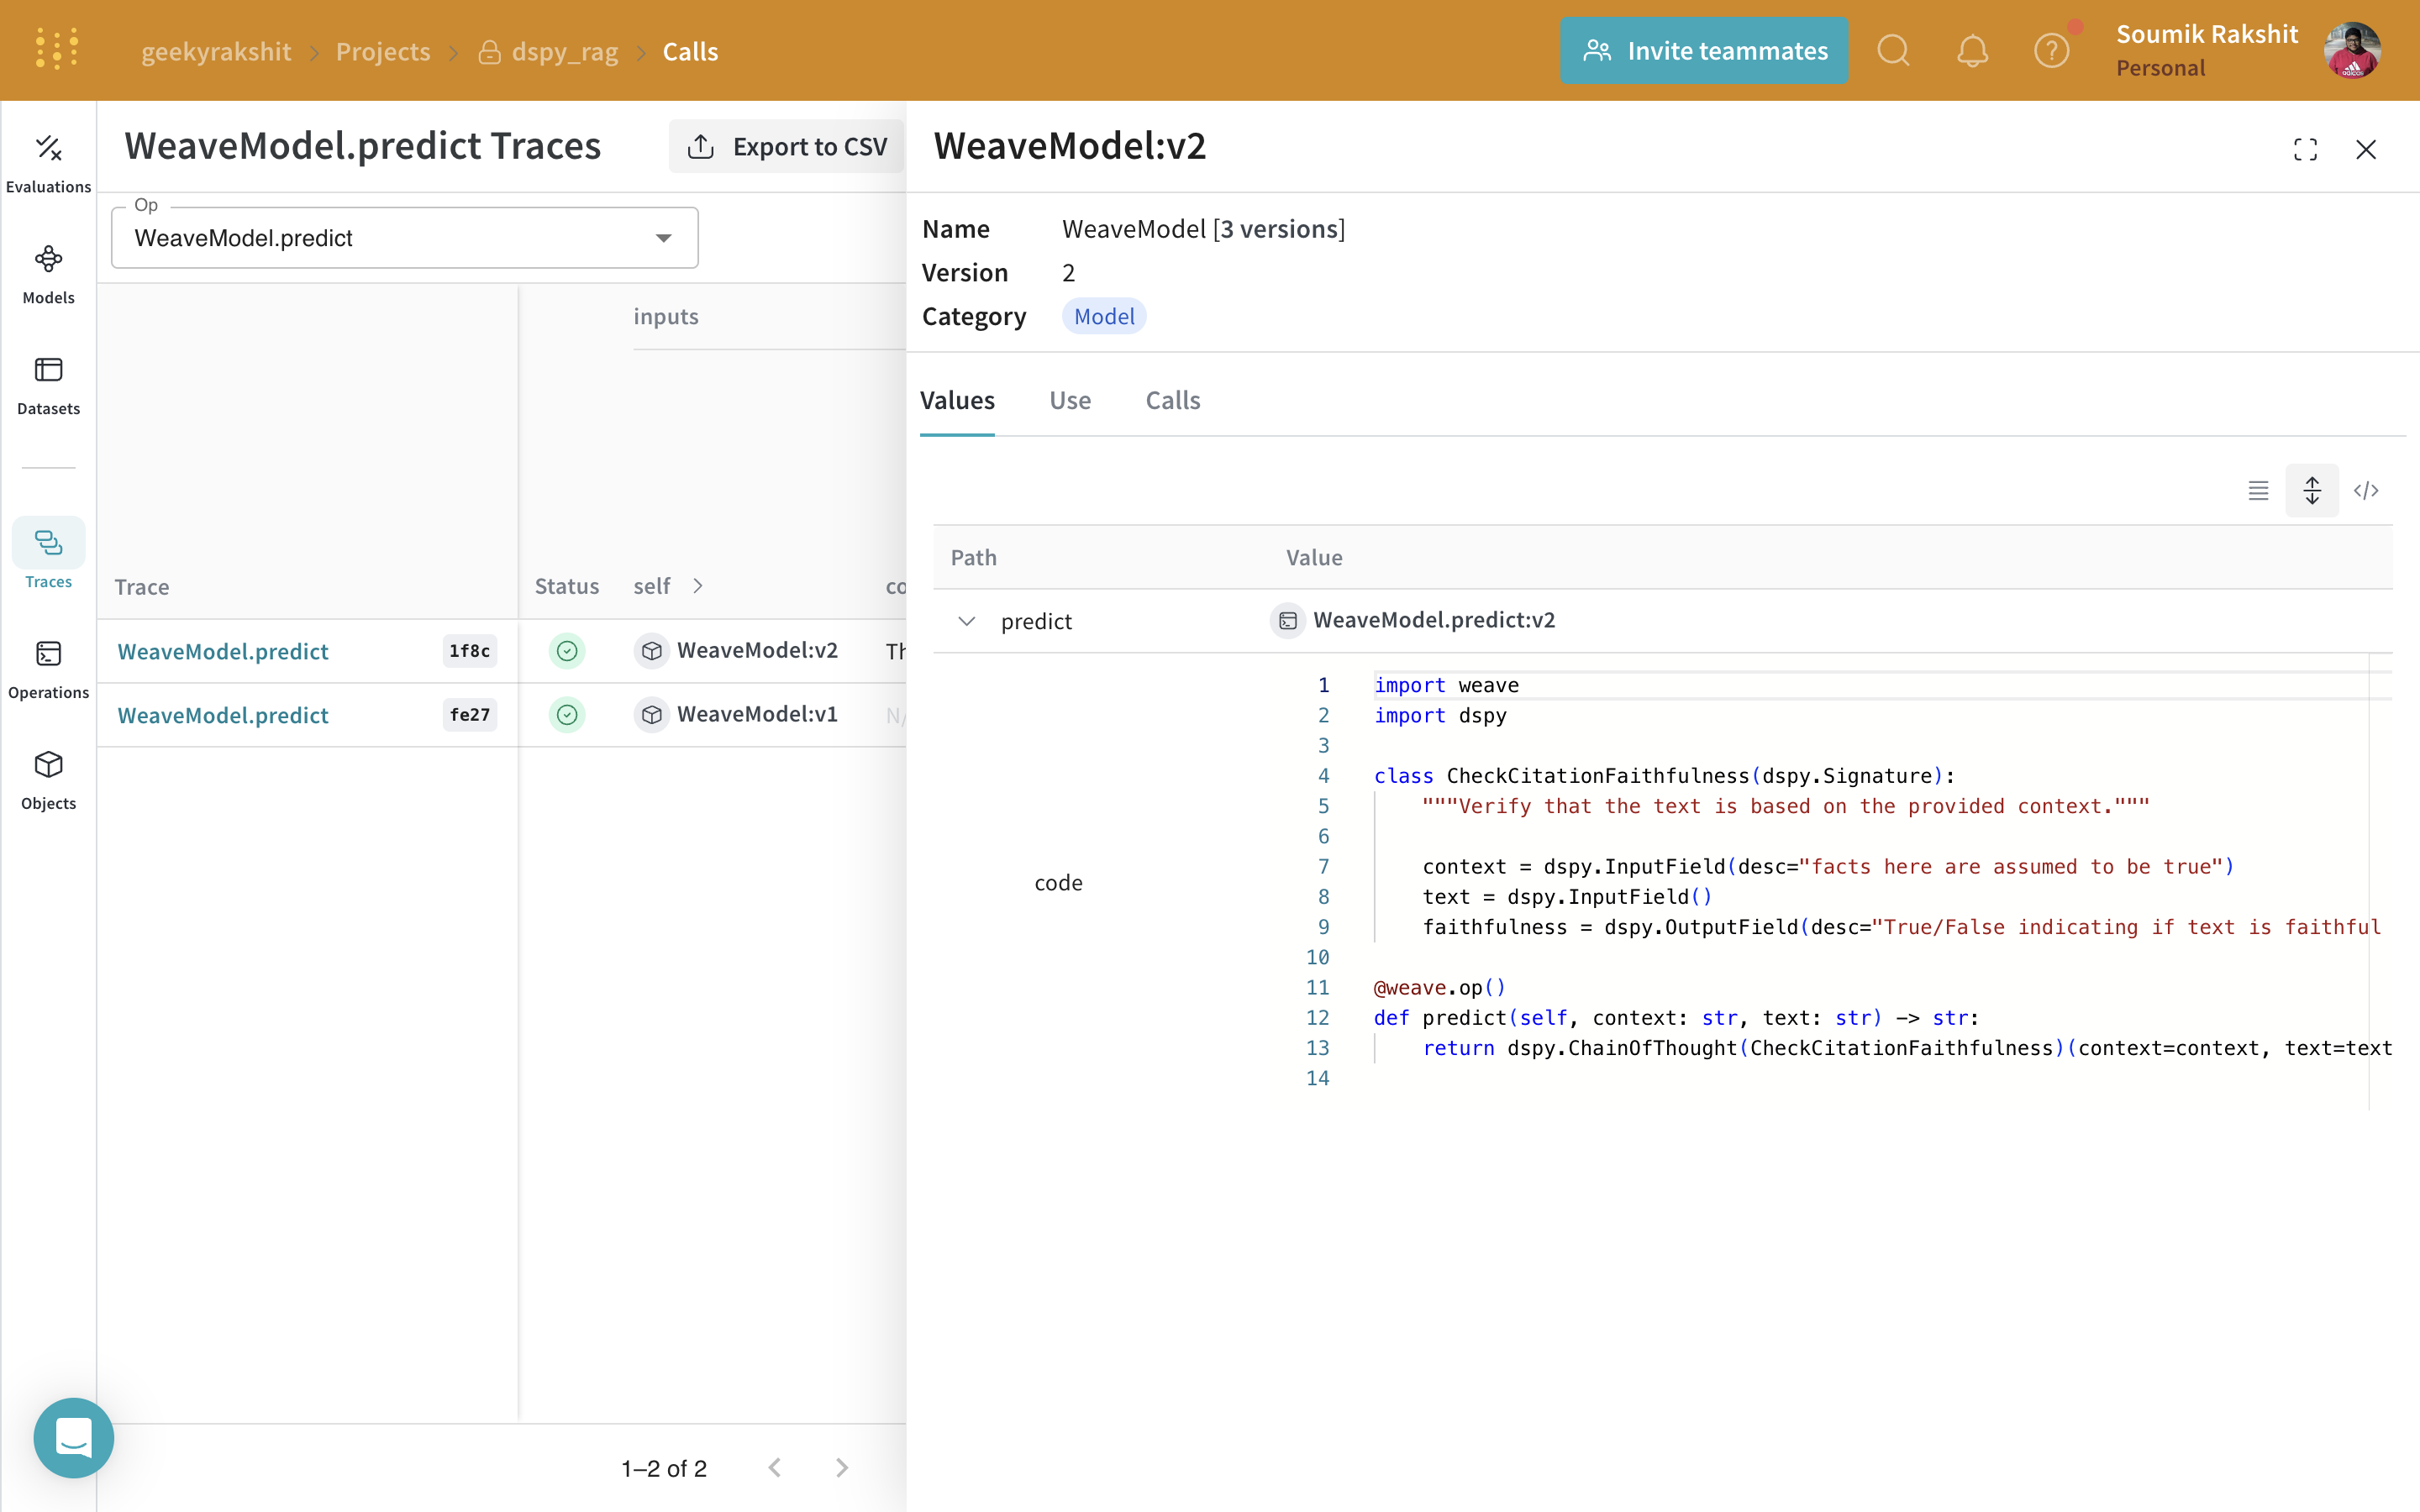 geekyrakshit > Projects > dspy_rag > Calls
Invite teammates
Soumik Rakshit
Personal
Evaluations
Models
Datasets
Traces
Operations
Objects
WeaveModel.predict Traces
Export to CSV
Op
WeaveModel.predict
inputs
Trace
Status
self
co
WeaveModel.predict
1f8c
WeaveModel:v2
Th
WeaveModel.predict
fe27
WeaveModel:v1
N/
1–2 of 2
WeaveModel:v2
Name
WeaveModel [3 versions]
Version
2
Category
Model
Values
Use
Calls
Path
Value
predict
WeaveModel.predict:v2
code
1 import weave
2 import dspy
3
4 class CheckCitationFaithfulness(dspy.Signature):
5     """Verify that the text is based on the provided context."""
6
7     context = dspy.InputField(desc="facts here are assumed to be true")
8     text = dspy.InputField()
9     faithfulness = dspy.OutputField(desc="True/False indicating if text is faithful
10
11 @weave.op()
12 def predict(self, context: str, text: str) -> str:
13     return dspy.ChainOfThought(CheckCitationFaithfulness)(context=context, text=text
14